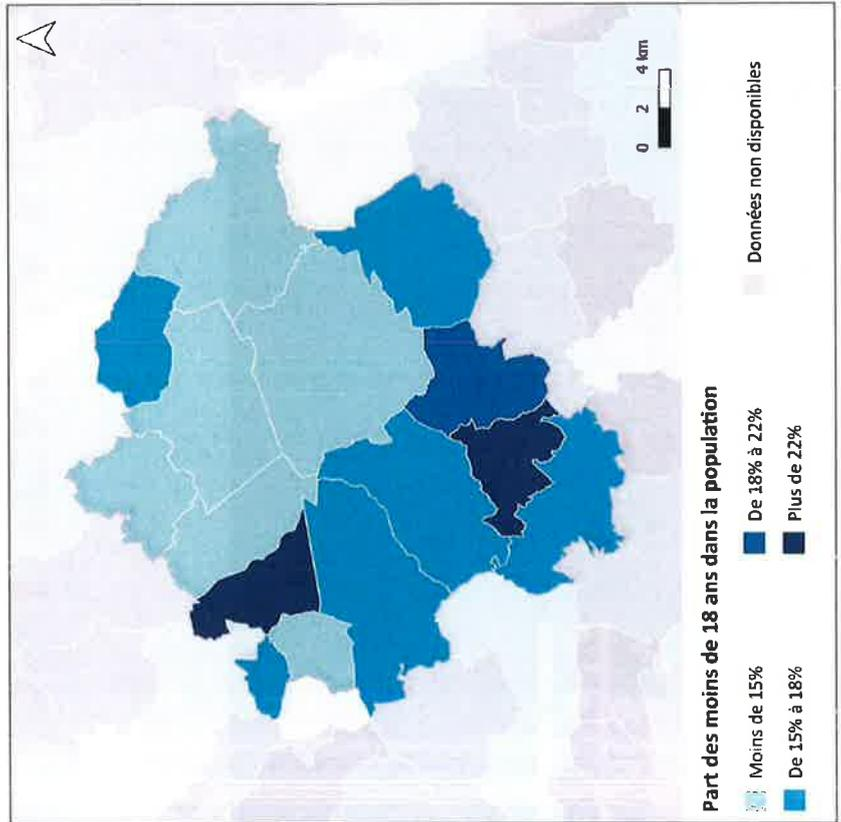 0 2 4 km
Part des moins de 18 ans dans la population
Moins de 15%
De 15% à 18%
De 18% à 22%
Plus de 22%
Données non disponibles